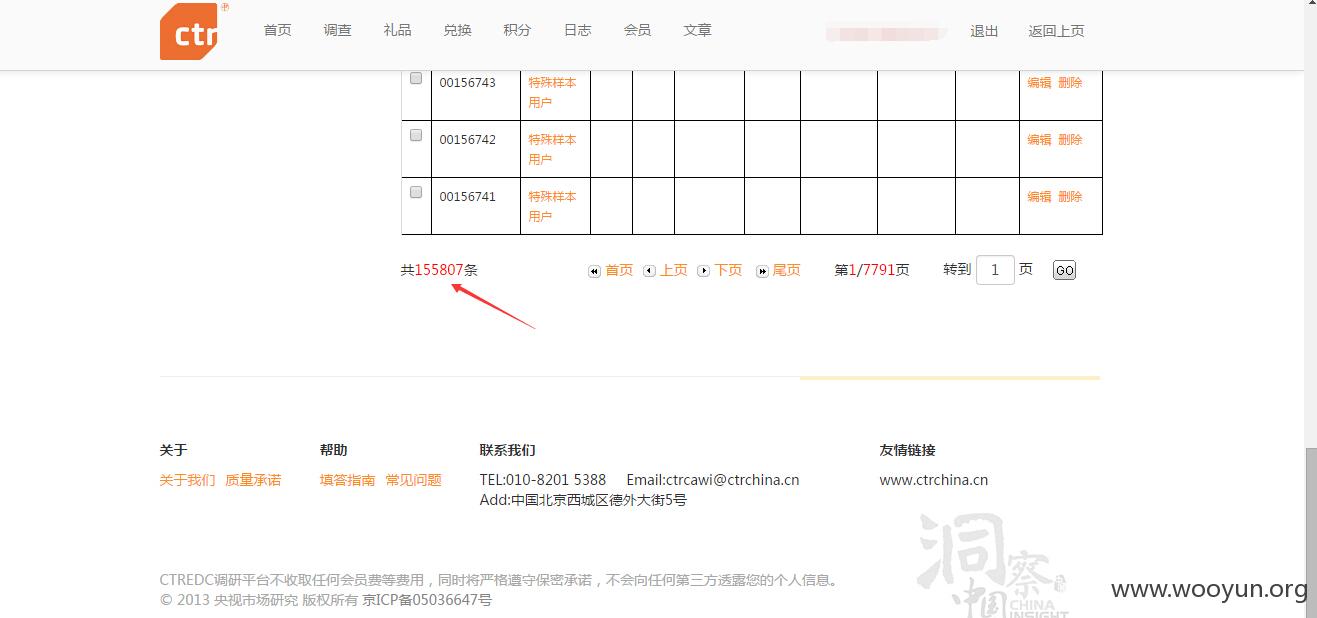 ctr
首页 调查 礼品 兑换 积分 日志 会员 文章 退出 返回上页
00156743 特殊样本 编辑 删除
用户
00156742 特殊样本 编辑 删除
用户
00156741 特殊样本 编辑 删除
用户
共155807条 首页 上页 下页 尾页 第1/7791页 转到 1 页 GO
关于 帮助 联系我们 友情链接
关于我们 质量承诺 填答指南 常见问题 TEL:010-8201 5388 Email:ctrcawi@ctrchina.cn www.ctrchina.cn
Add:中国北京西城区德外大街5号
洞察
中国
CHINA
INSIGHT
CTREDC调研平台不收取任何会员费等费用，同时将严格遵守保密承诺，不会向任何第三方透露您的个人信息。
© 2013 央视市场研究 版权所有 京ICP备05036647号
www.wooyun.org